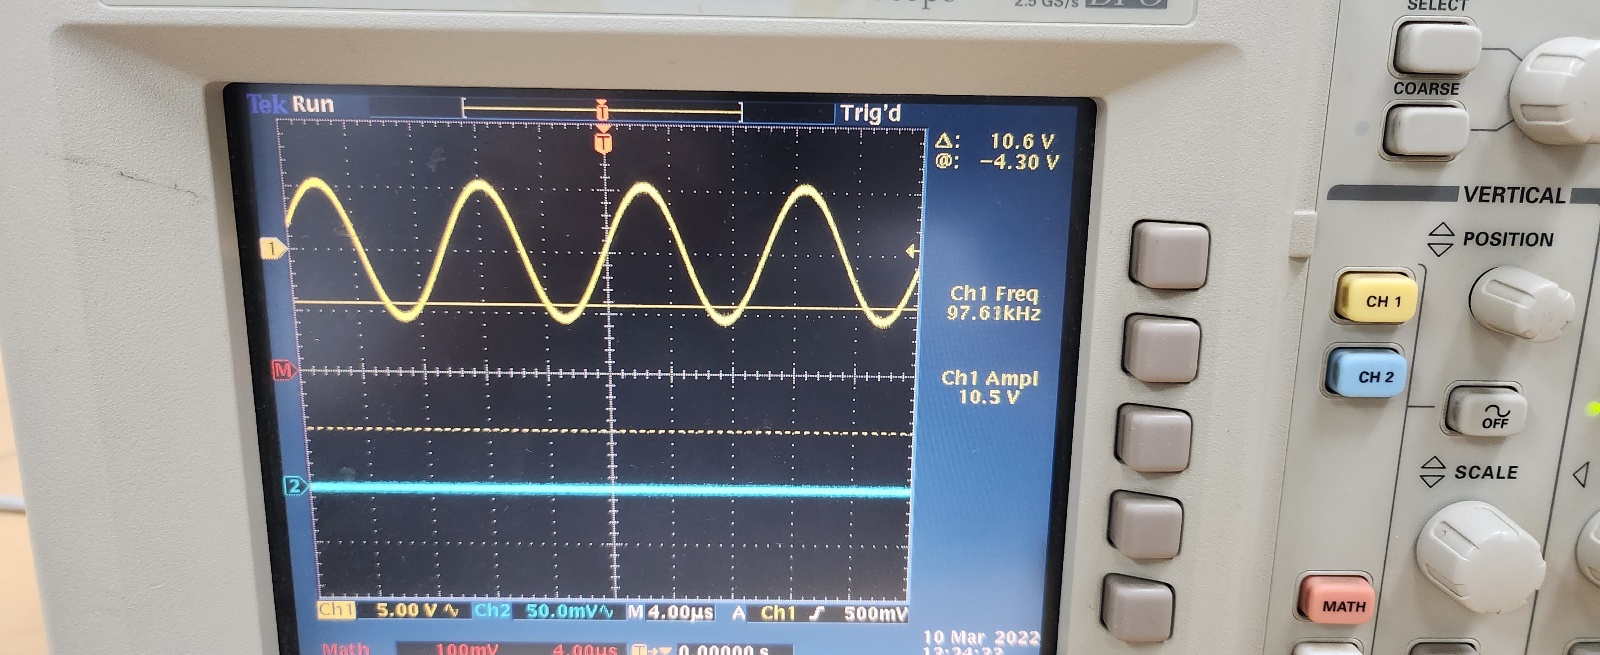 2.5 GS/s DPO
SELECT
COARSE
VERTICAL
POSITION
CH 1
CH 2
OFF
SCALE
MATH
Tek Run
Trig'd
T
T
Δ: 10.6 V
@: -4.30 V
1
Ch1 Freq
97.61kHz
M
Ch1 Ampl
10.5 V
2
Ch1 5.00 V Ch2 50.0mV M 4.00µs A Ch1 500mV
Math 100mV 4.00µs T 0.00000 s
10 Mar 2022
13:24:33